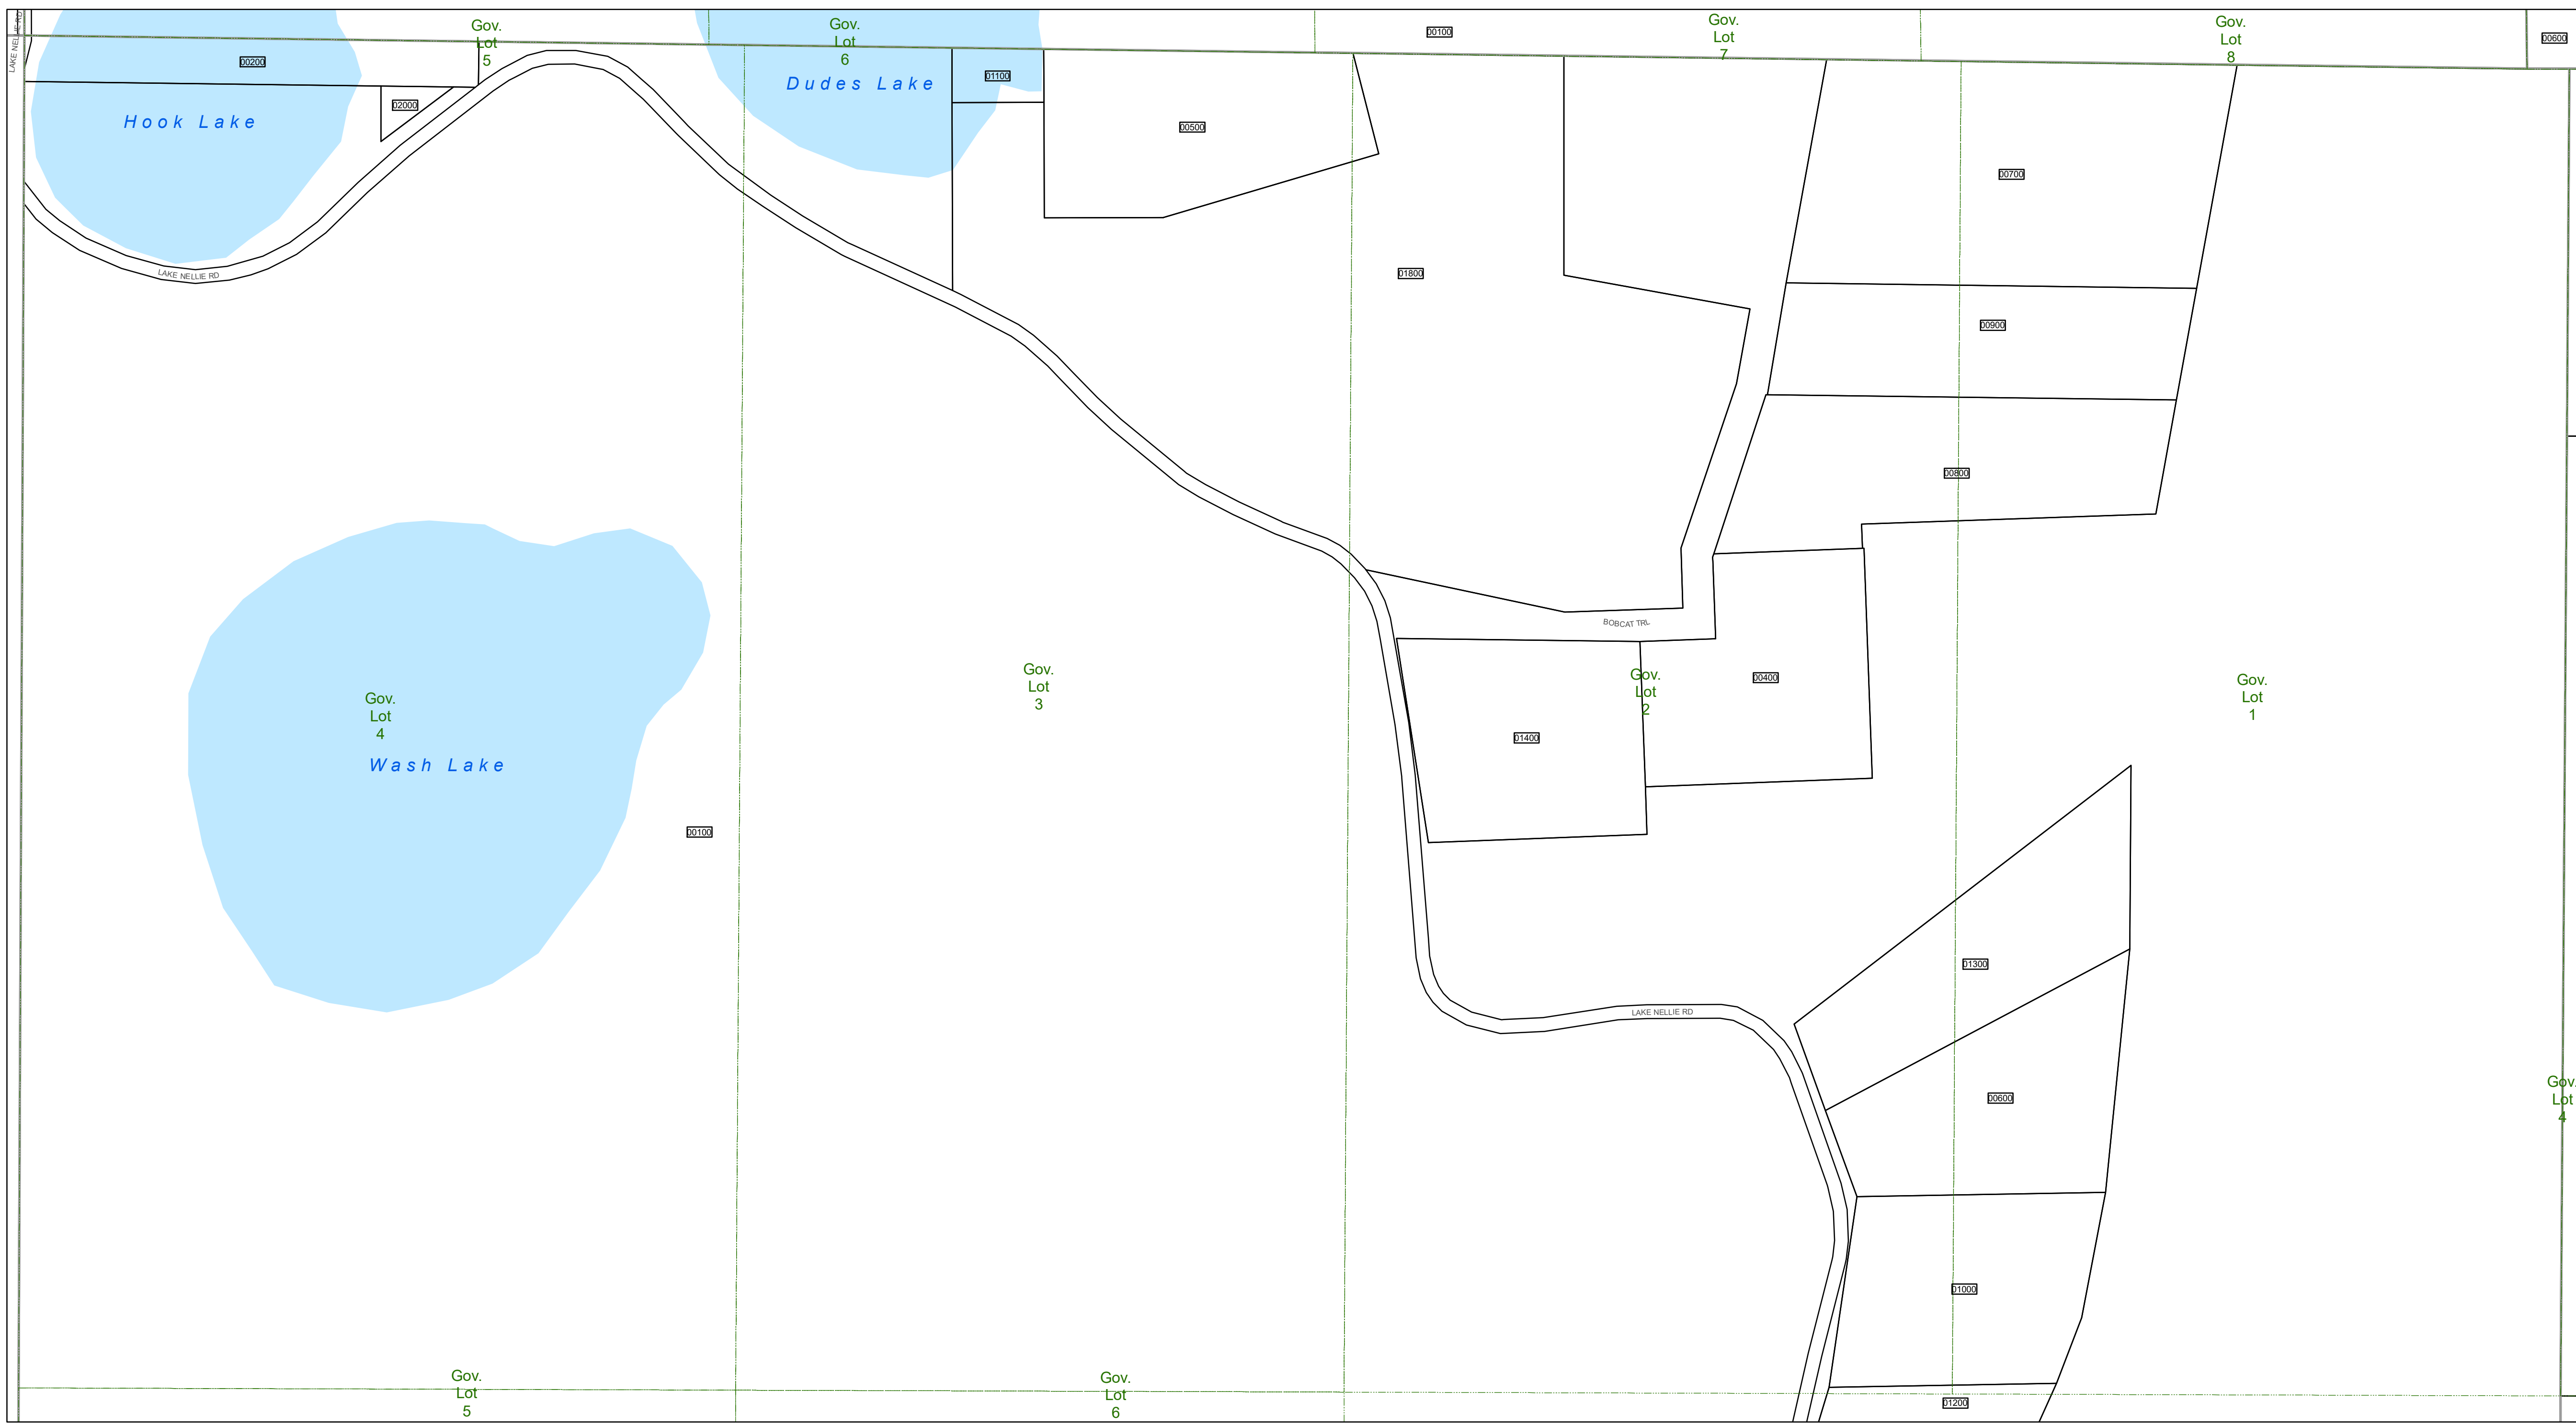 LAKE NELLIE RD
Gov.
Lot
5
Gov.
Lot
6
00100
Gov.
Lot
7
Gov.
Lot
8
00600
00200
02000
01100
Dudes Lake
Hook Lake
00500
00700
LAKE NELLIE RD
01800
00900
00800
BOBCAT TRL
Gov.
Lot
4
Gov.
Lot
3
Gov.
Lot
2
00400
Gov.
Lot
1
01400
Wash Lake
00100
01300
LAKE NELLIE RD
00600
Gov.
Lot
4
01000
Gov.
Lot
5
Gov.
Lot
6
01200